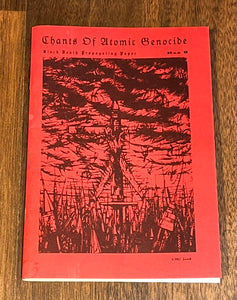 Chants Of Atomic Genocide
Black Death Propagating Paper